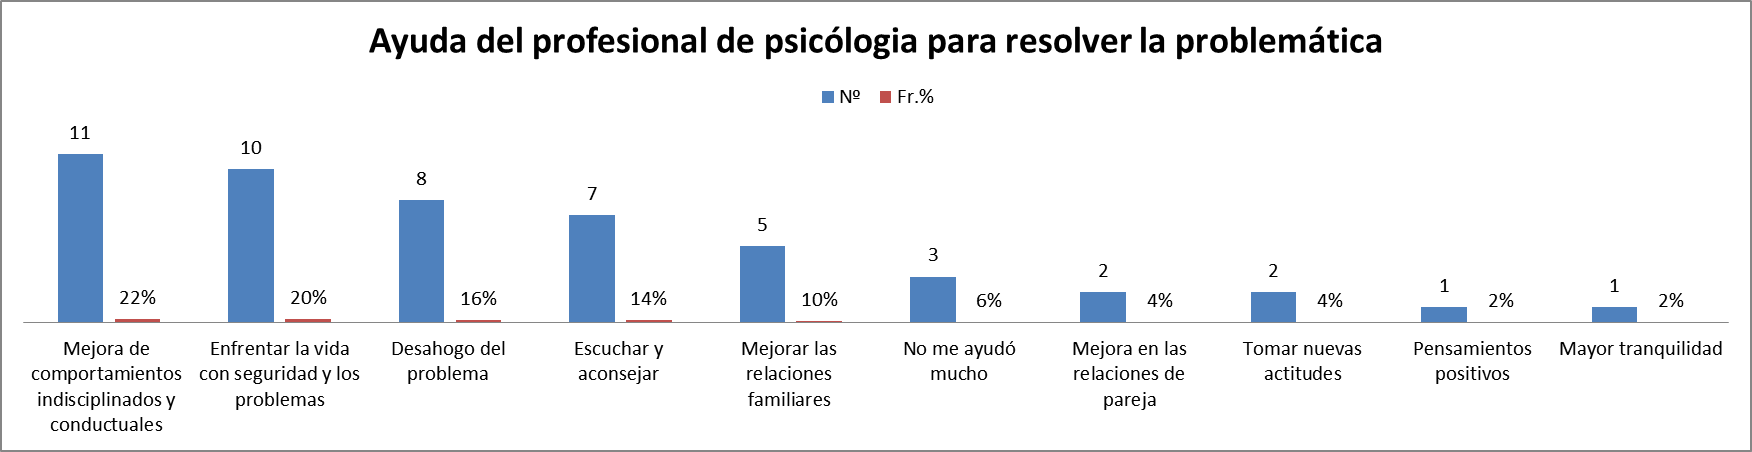 Ayuda del profesional de psicólogia para resolver la problemática
Nº Fr.%
11 10 8 7 5 3 2 2 1 1
22% 20% 16% 14% 10% 6% 4% 4% 2% 2%
Mejora de
comportamientos
indisciplinados y
conductuales
Enfrentar la vida
con seguridad y los
problemas
Desahogo del
problema
Escuchar y
aconsejar
Mejorar las
relaciones
familiares
No me ayudó
mucho
Mejora en las
relaciones de
pareja
Tomar nuevas
actitudes
Pensamientos
positivos
Mayor tranquilidad